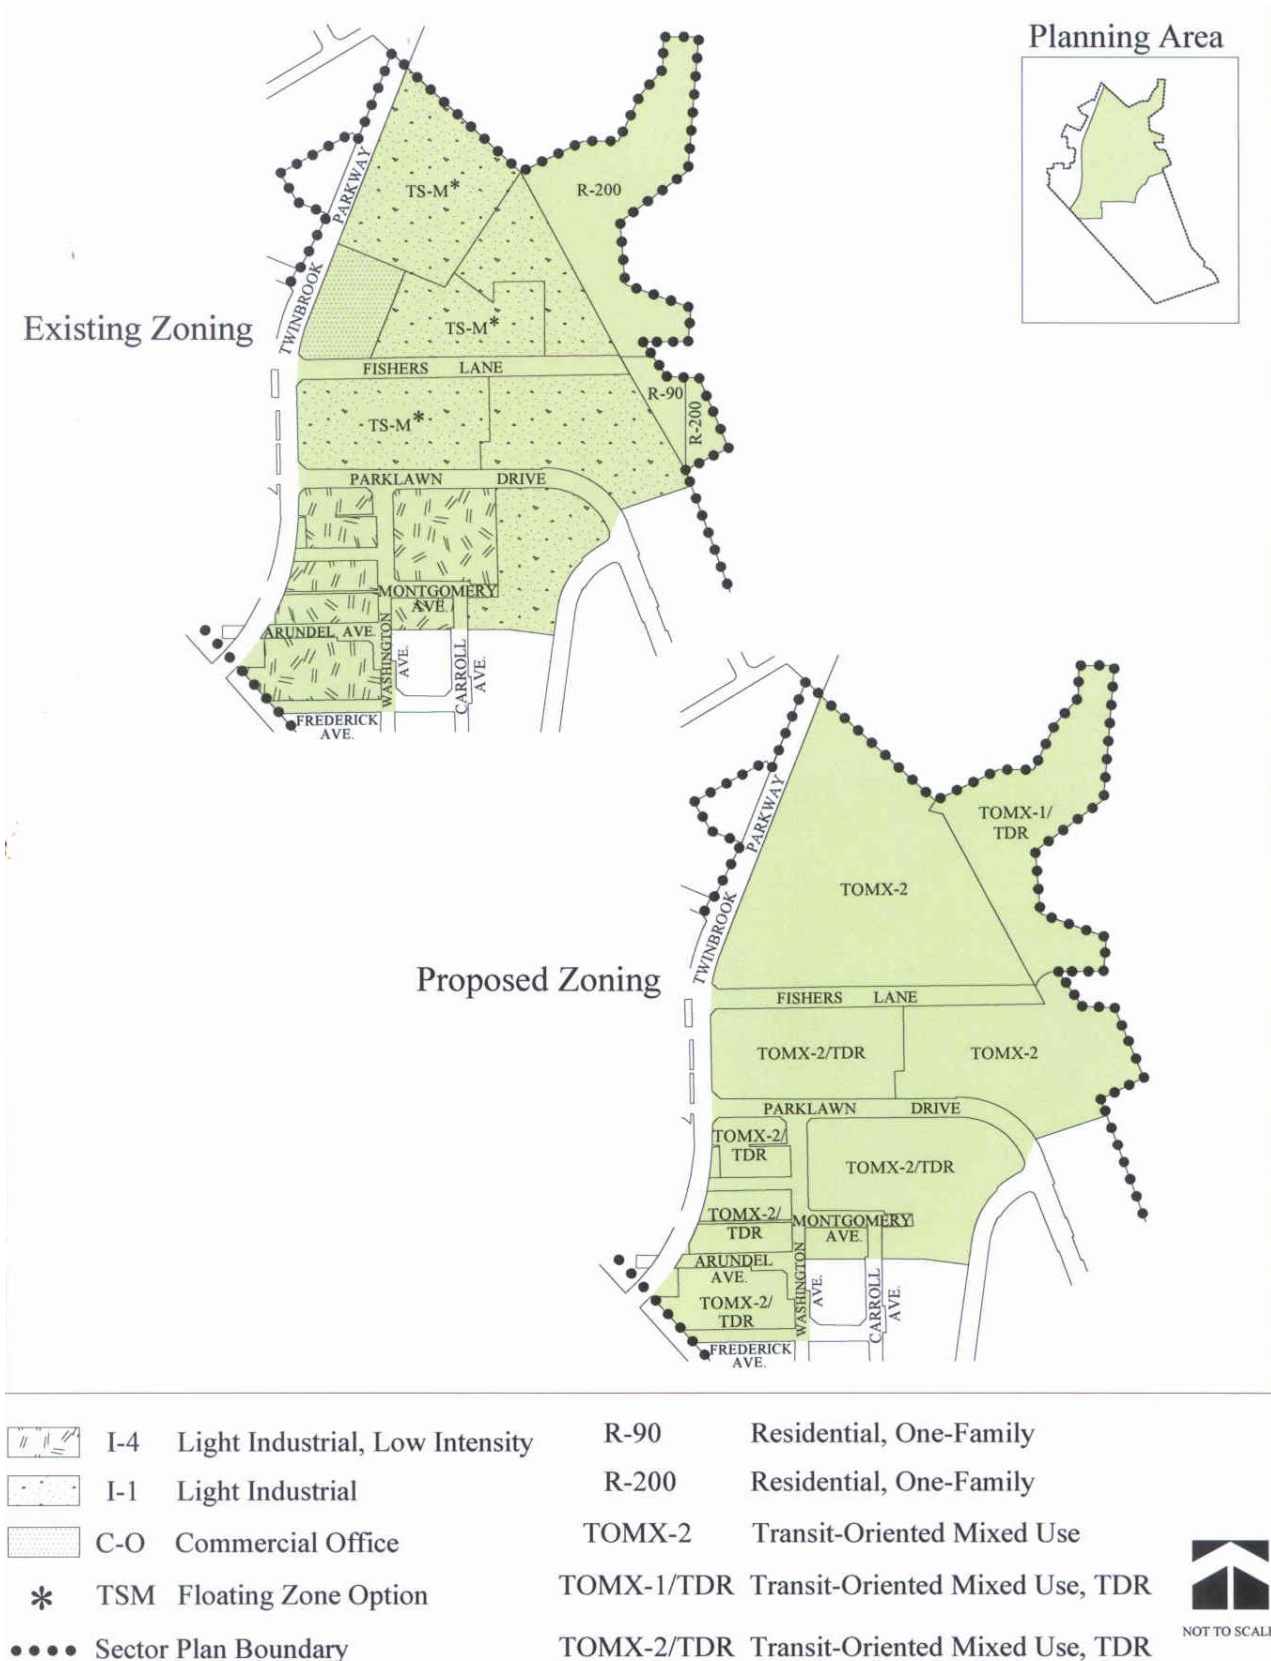 Planning Area
Existing Zoning
TWINBROOK PARKWAY
TS-M*
R-200
TS-M*
FISHERS LANE
R-90
R-200
TS-M*
PARKLAWN DRIVE
MONTGOMERY
AVE.
ARUNDEL AVE.
WASHINGTON
AVE.
CARROLL
AVE.
FREDERICK
AVE.
Proposed Zoning
TWINBROOK PARKWAY
TOMX-1/
TDR
TOMX-2
FISHERS LANE
TOMX-2/TDR
TOMX-2
PARKLAWN DRIVE
TOMX-2/
TDR
TOMX-2/TDR
TOMX-2/
TDR
MONTGOMERY
AVE.
ARUNDEL
AVE.
TOMX-2/
TDR
WASHINGTON
AVE.
CARROLL
AVE.
FREDERICK
AVE.
I-4 Light Industrial, Low Intensity
I-1 Light Industrial
C-O Commercial Office
* TSM Floating Zone Option
Sector Plan Boundary
R-90 Residential, One-Family
R-200 Residential, One-Family
TOMX-2 Transit-Oriented Mixed Use
TOMX-1/TDR Transit-Oriented Mixed Use, TDR
TOMX-2/TDR Transit-Oriented Mixed Use, TDR
NOT TO SCALE